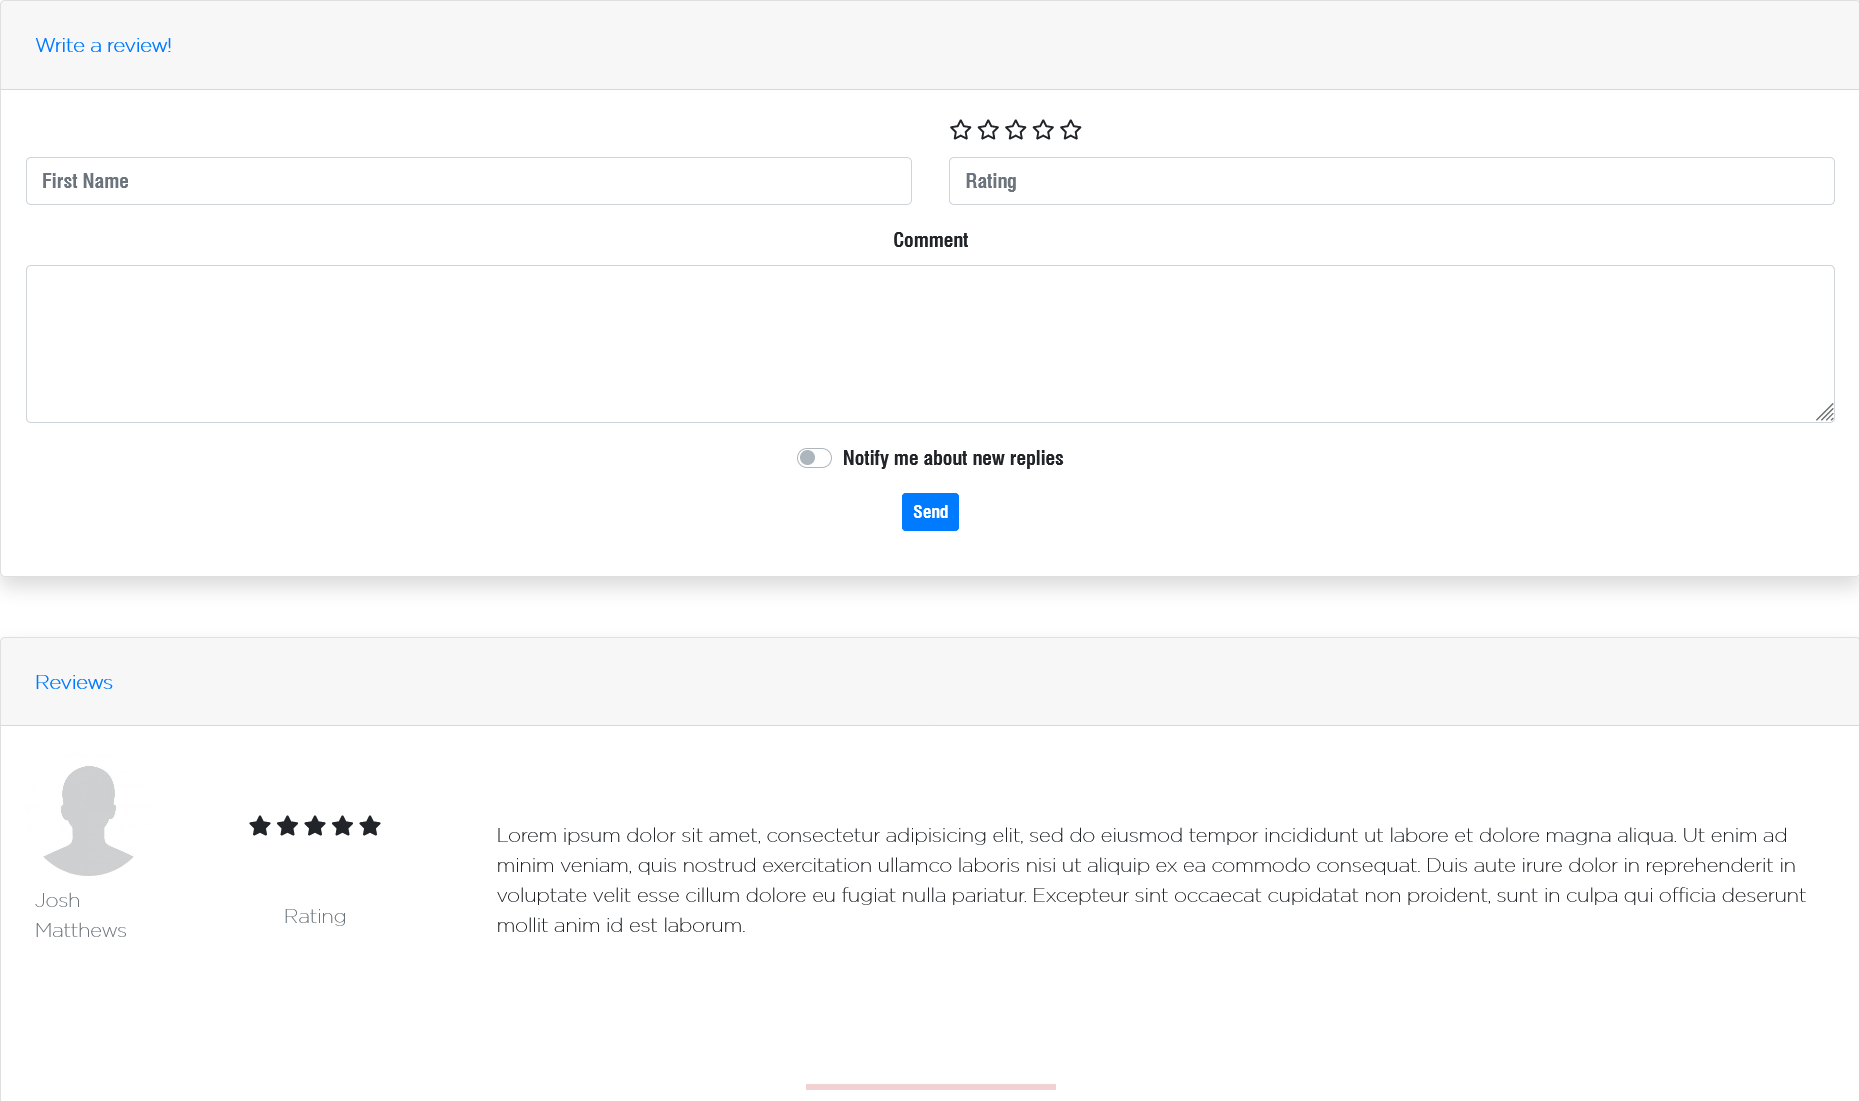 Write a review!
First Name
Rating
Comment
Notify me about new replies
Send
Reviews
Josh
Matthews
Rating
Lorem ipsum dolor sit amet, consectetur adipisicing elit, sed do eiusmod tempor incididunt ut labore et dolore magna aliqua. Ut enim ad
minim veniam, quis nostrud exercitation ullamco laboris nisi ut aliquip ex ea commodo consequat. Duis aute irure dolor in reprehenderit in
voluptate velit esse cillum dolore eu fugiat nulla pariatur. Excepteur sint occaecat cupidatat non proident, sunt in culpa qui officia deserunt
mollit anim id est laborum.